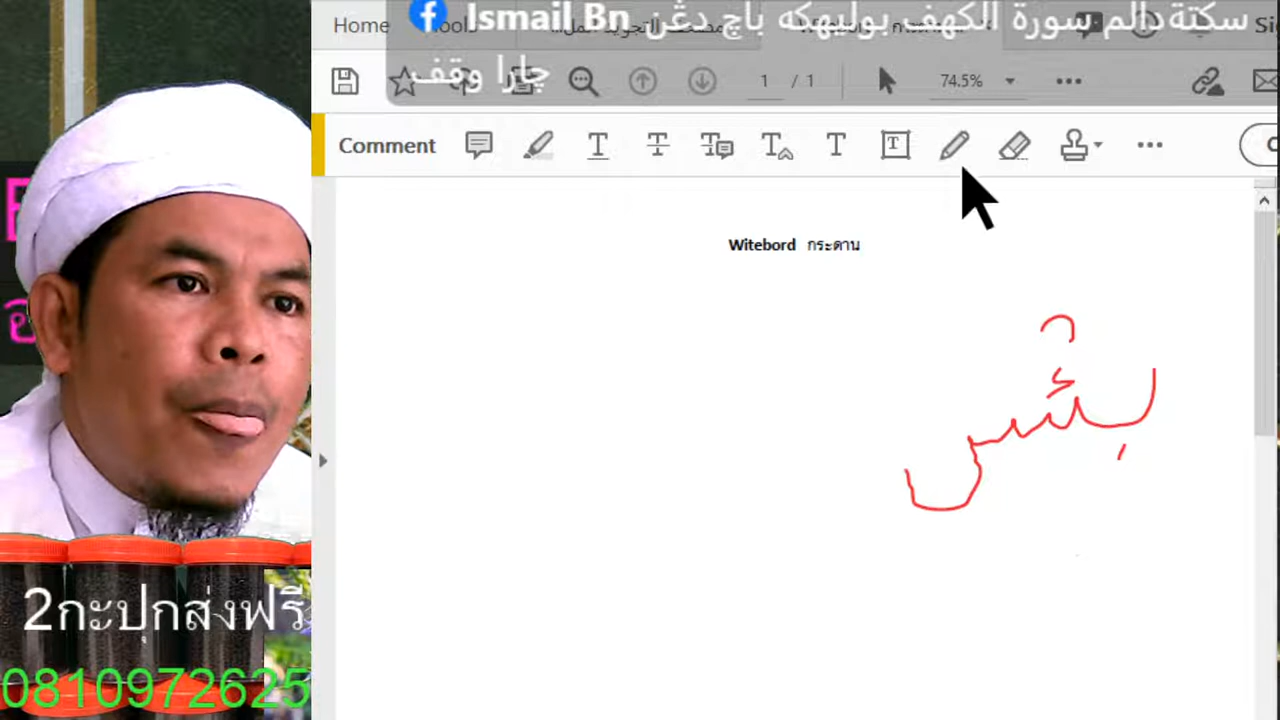 Ismail Bn سكتة دالم سورة الكهف بوليهكه باچ دڠن
چارا وقف
Home
1 / 1
74.5%
Comment
Witebord กระดาน
بئس
2กะปุกส่งฟรี
0810972625